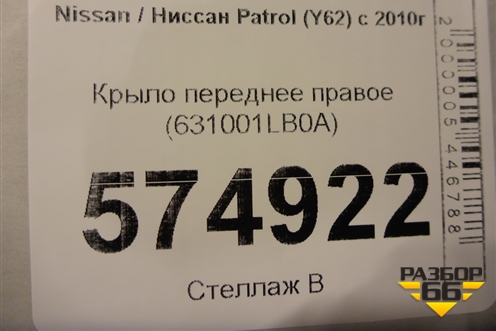 Nissan / Ниссан Patrol (Y62) с 2010г
Крыло переднее правое
(631001LB0A)
574922
Стеллаж В
2000005446788
РАЗБОР
66